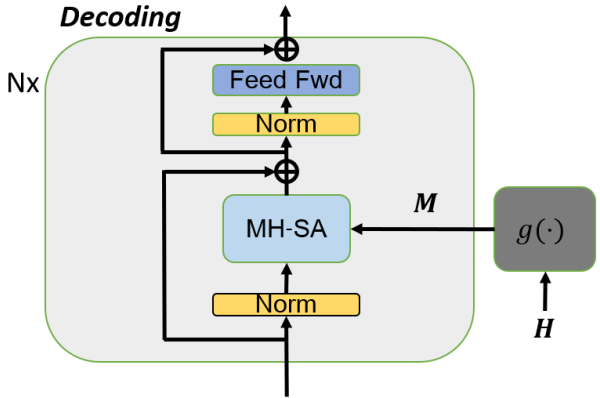 Decoding
Nx
Feed Fwd
Norm
MH-SA
M
g(·)
Norm
H